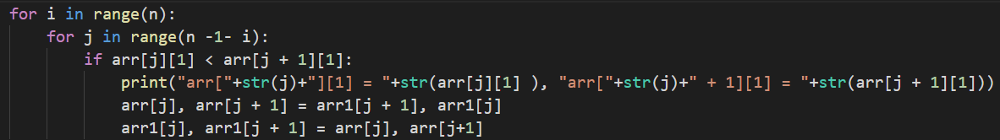 for i in range(n):
    for j in range(n -1- i):
        if arr[j][1] < arr[j + 1][1]:
            print("arr["+str(j)+"][1] = "+str(arr[j][1] ), "arr["+str(j)+" + 1][1] = "+str(arr[j + 1][1]))
            arr[j], arr[j + 1] = arr1[j + 1], arr1[j]
            arr1[j], arr1[j + 1] = arr[j], arr[j+1]